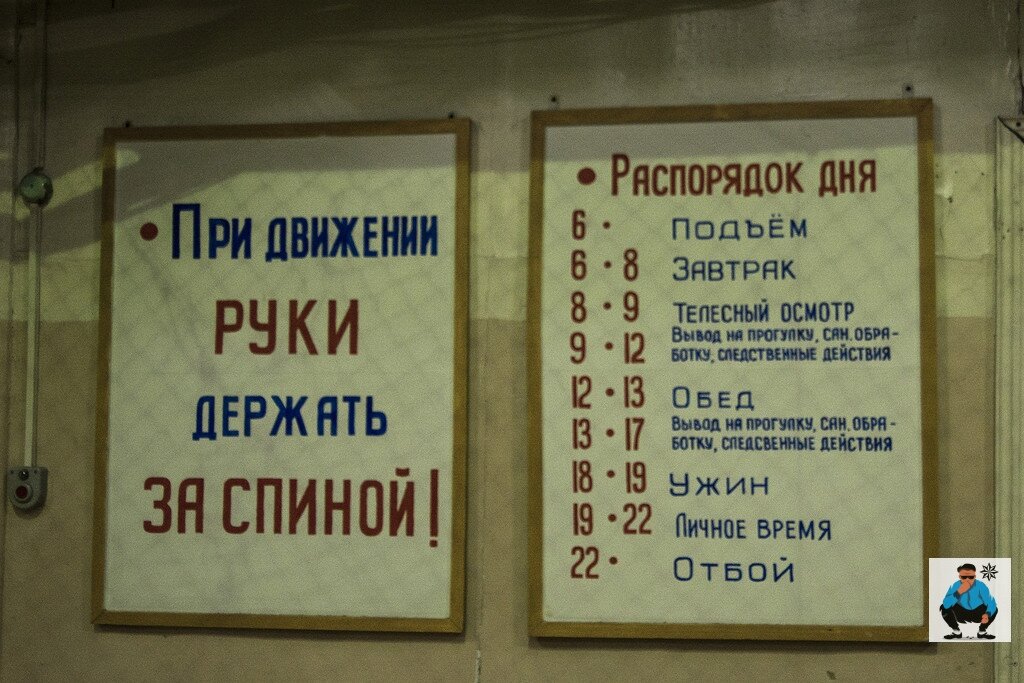 • При движении
руки
держать
за спиной!
• Распорядок дня
6 • Подъём
6 • 8 Завтрак
8 • 9 Телесный осмотр
9 • 12 Вывод на прогулку, сан. обра-
ботку, следственные действия
12 • 13 Обед
13 • 17 Вывод на прогулку, сан. обра-
ботку, следсвенные действия
18 • 19 Ужин
19 • 22 Личное время
22 • Отбой